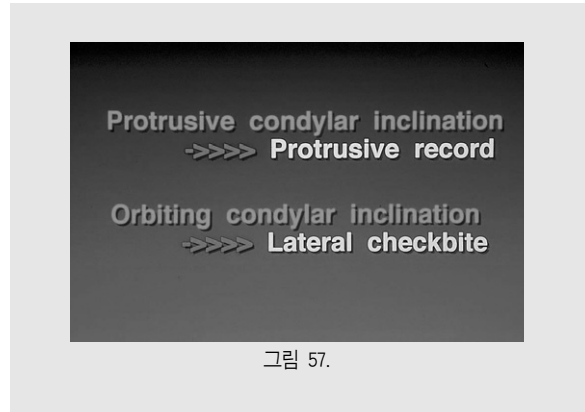 Protrusive condylar inclination
->>>> Protrusive record
Orbiting condylar inclination
->>>> Lateral checkbite
그림 57.